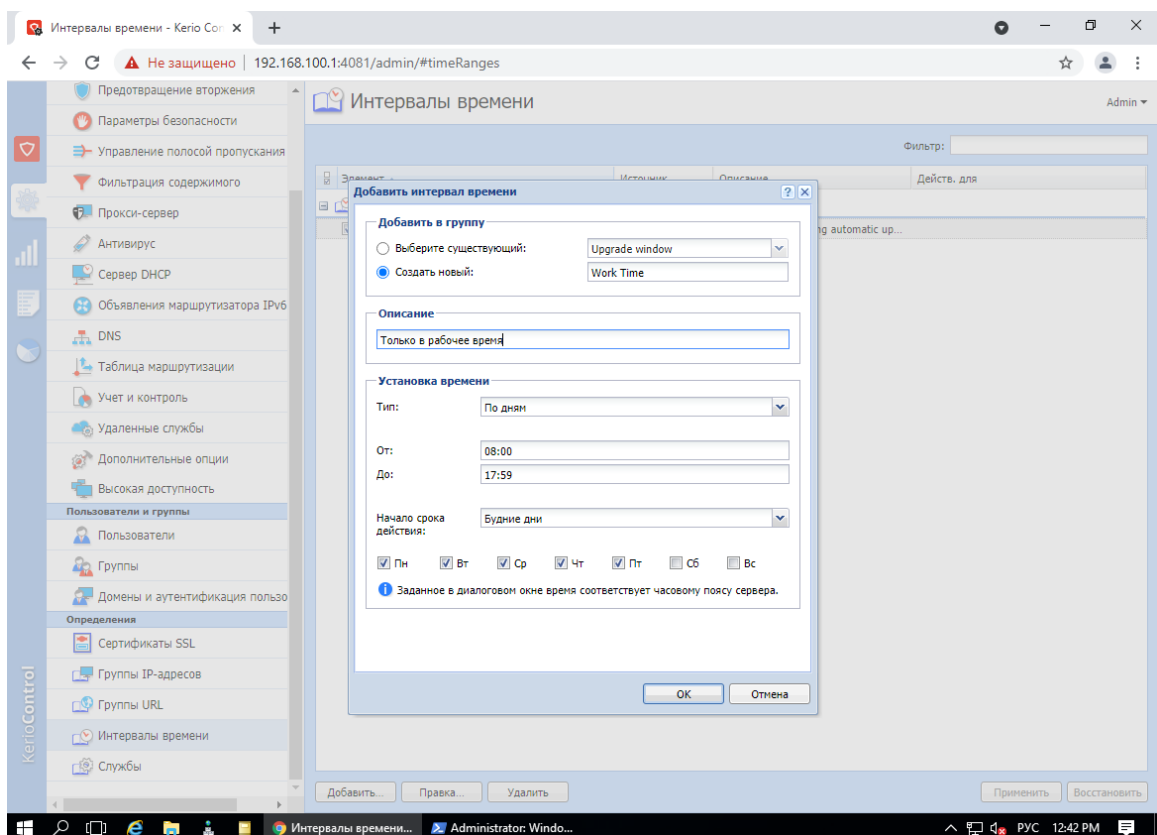 Интервалы времени - Kerio Con
Не защищено | 192.168.100.1:4081/admin/#timeRanges
Предотвращение вторжения
Параметры безопасности
Управление полосой пропускания
Фильтрация содержимого
Прокси-сервер
Антивирус
Сервер DHCP
Объявления маршрутизатора IPv6
DNS
Таблица маршрутизации
Учет и контроль
Удаленные службы
Дополнительные опции
Высокая доступность
Пользователи и группы
Пользователи
Группы
Домены и аутентификация пользо
Определения
Сертификаты SSL
Группы IP-адресов
Группы URL
Интервалы времени
Службы
KerioControl
Интервалы времени
Admin
Фильтр:
Элемент Источник Описание Действ. для
ng automatic up...
Добавить интервал времени
Добавить в группу
Выберите существующий: Upgrade window
Создать новый: Work Time
Описание
Только в рабочее время
Установка времени
Тип: По дням
От: 08:00
До: 17:59
Начало срока действия: Будние дни
Пн Вт Ср Чт Пт Сб Вс
Заданное в диалоговом окне время соответствует часовому поясу сервера.
OK Отмена
Добавить... Правка... Удалить Применить Восстановить
Интервалы времени... Administrator: Windo... РУС 12:42 PM